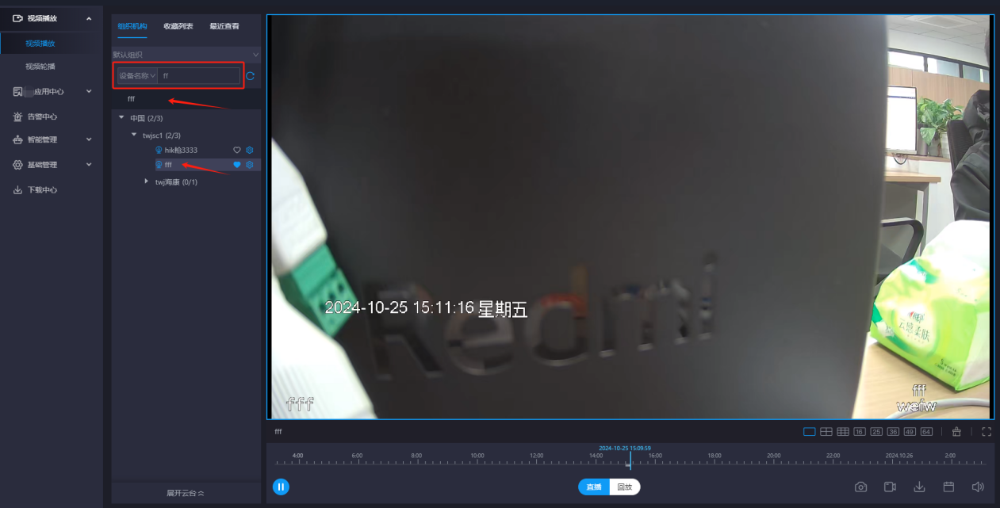 视频播放
视频播放
视频轮播
应用中心
告警中心
智能管理
基础管理
下载中心
组织机构 收藏列表 最近查看
默认组织
设备名称 ff
fff
中国 (2/3)
twjsc1 (2/3)
hik枪3333
fff
twj海康 (0/1)
展开云台
Redmi
2024-10-25 15:11:16 星期五
云感柔肤
fff
fff
wefw
fff
16 25 36 49 64
2024-10-25 15:09:59
4:00 6:00 8:00 10:00 12:00 14:00 16:00 18:00 20:00 22:00 2024.10.26 2:00
直播 回放